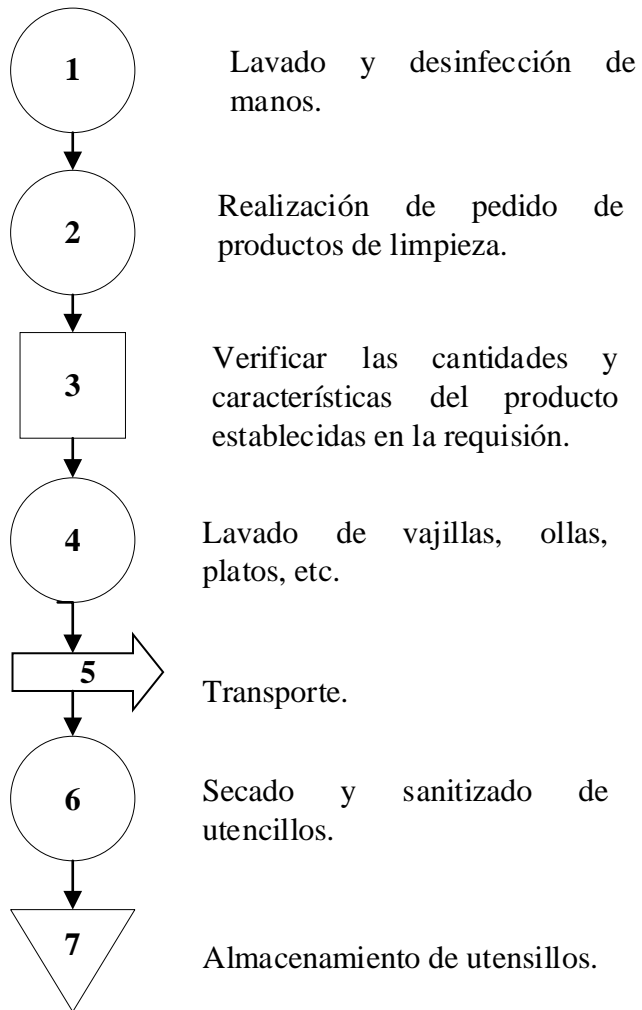 1
Lavado y desinfección de
manos.
2
Realización de pedido de
productos de limpieza.
3
Verificar las cantidades y
características del producto
establecidas en la requisión.
4
Lavado de vajillas, ollas,
platos, etc.
5
Transporte.
6
Secado y sanitizado de
utencillos.
7
Almacenamiento de utensillos.